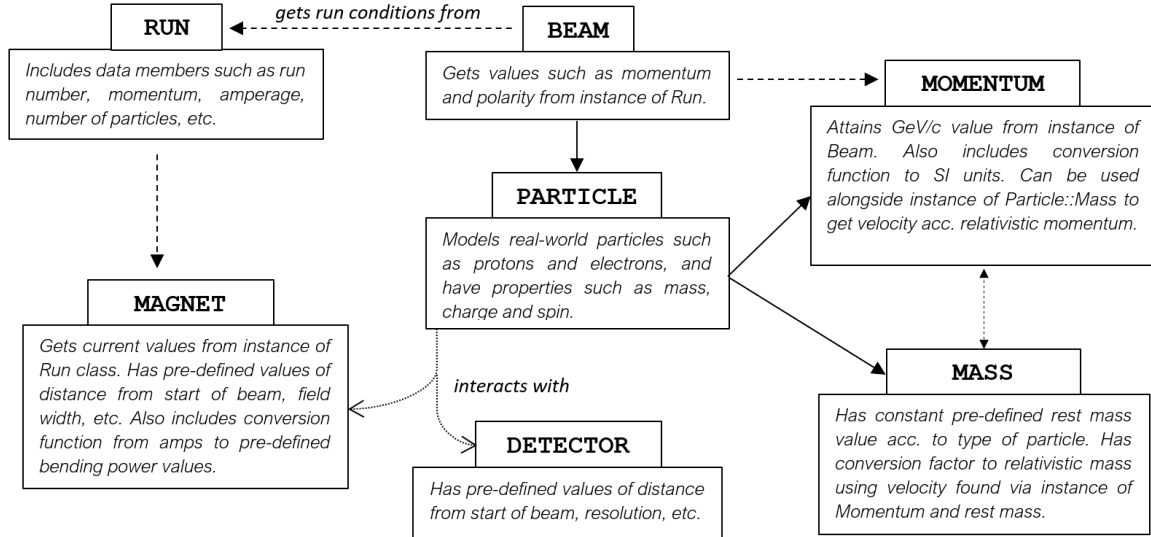 gets run conditions from
RUN
Includes data members such as run
number, momentum, amperage,
number of particles, etc.
BEAM
Gets values such as momentum
and polarity from instance of Run.
MOMENTUM
Attains GeV/c value from instance of
Beam. Also includes conversion
function to SI units. Can be used
alongside instance of Particle::Mass to
get velocity acc. relativistic momentum.
PARTICLE
Models real-world particles such
as protons and electrons, and
have properties such as mass,
charge and spin.
MAGNET
Gets current values from instance of
Run class. Has pre-defined values of
distance from start of beam, field
width, etc. Also includes conversion
function from amps to pre-defined
bending power values.
interacts with
DETECTOR
Has pre-defined values of distance
from start of beam, resolution, etc.
MASS
Has constant pre-defined rest mass
value acc. to type of particle. Has
conversion factor to relativistic mass
using velocity found via instance of
Momentum and rest mass.